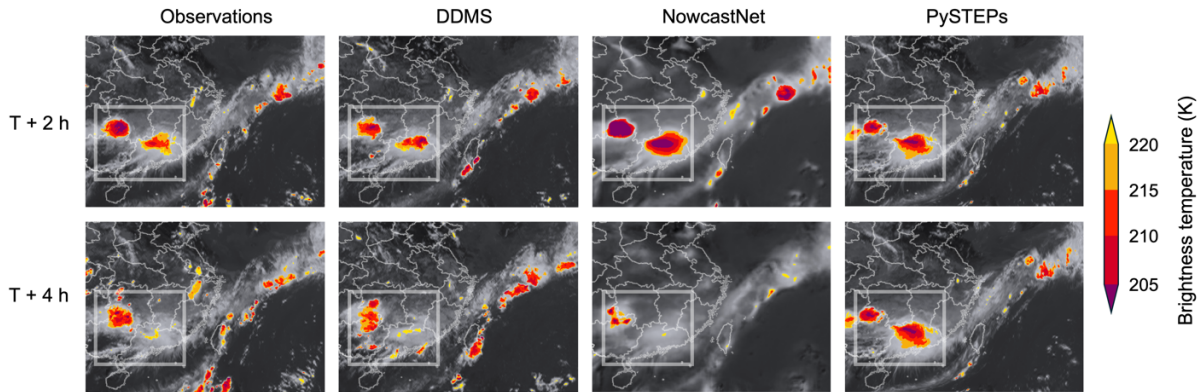 Observations
DDMS
NowcastNet
PySTEPs
T + 2 h
T + 4 h
220
215
210
205
Brightness temperature (K)